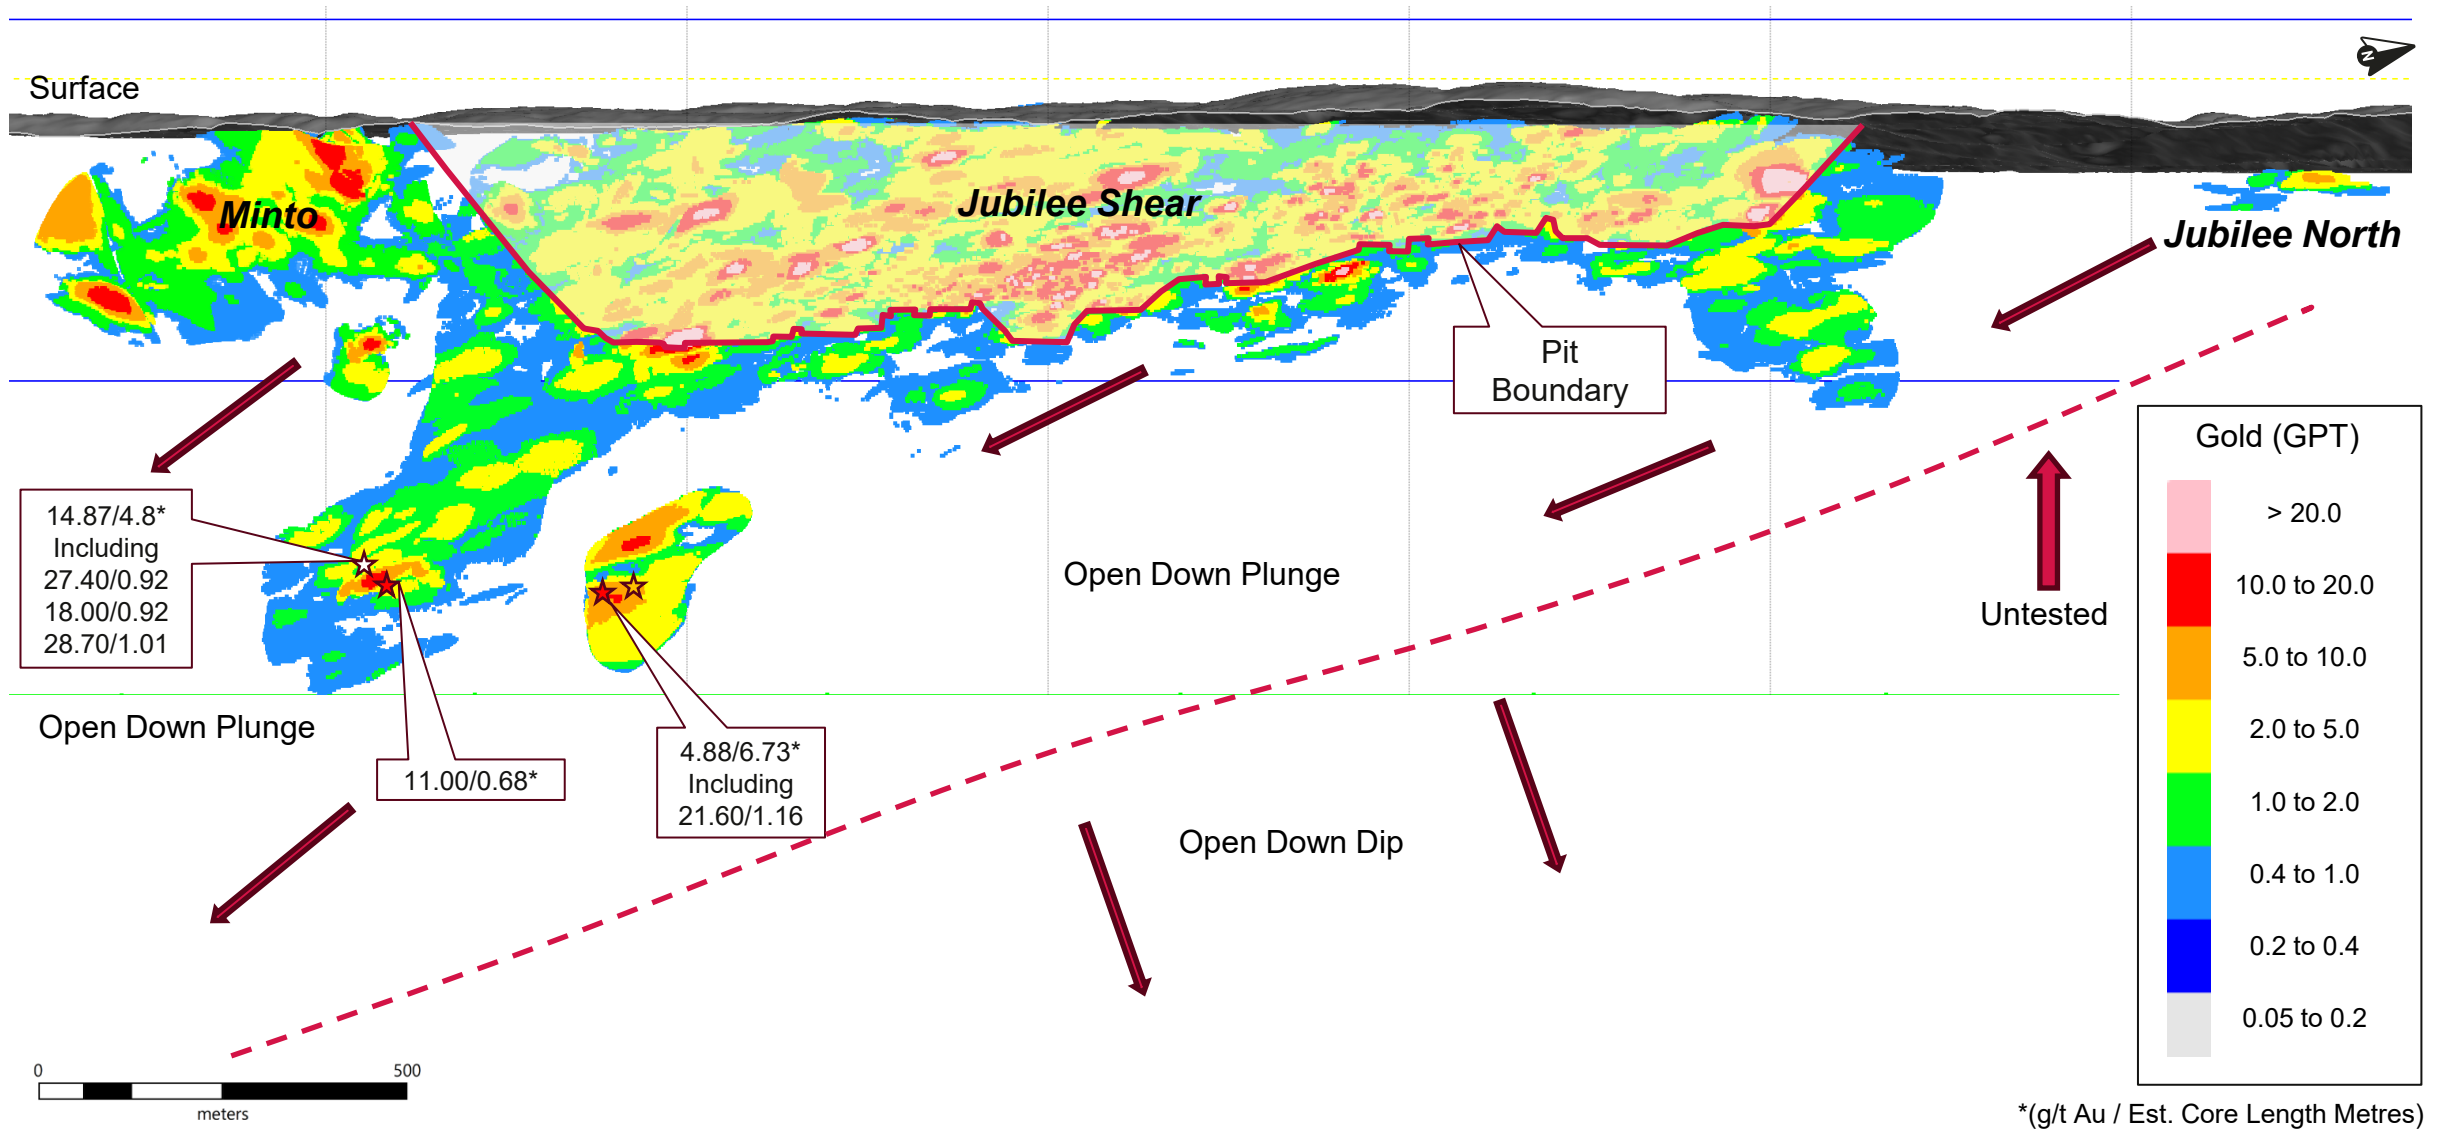 N
Surface
Minto
Jubilee Shear
Jubilee North
Pit
Boundary
14.87/4.8*
Including
27.40/0.92
18.00/0.92
28.70/1.01
Open Down Plunge
Untested
Open Down Plunge
11.00/0.68*
4.88/6.73*
Including
21.60/1.16
Open Down Dip
Gold (GPT)
> 20.0
10.0 to 20.0
5.0 to 10.0
2.0 to 5.0
1.0 to 2.0
0.4 to 1.0
0.2 to 0.4
0.05 to 0.2
0 500
meters
*(g/t Au / Est. Core Length Metres)